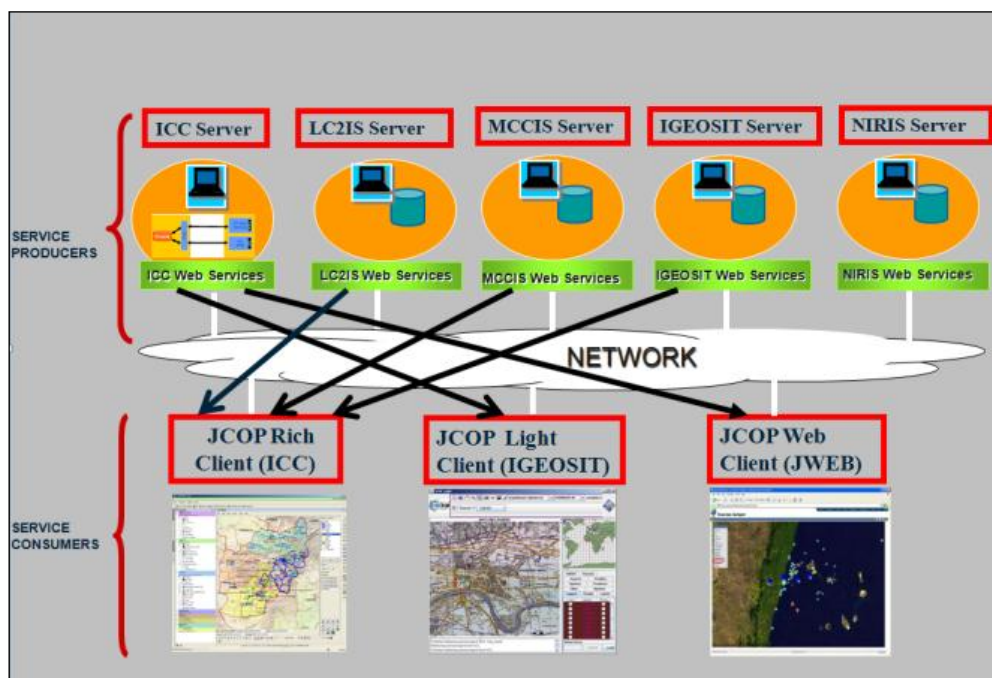 ICC Server
LC2IS Server
MCCIS Server
IGEOSIT Server
NIRIS Server
SERVICE
PRODUCERS
ICC Web Services
LC2IS Web Services
MCCIS Web Services
IGEOSIT Web Services
NIRIS Web Services
NETWORK
JCOP Rich
Client (ICC)
JCOP Light
Client (IGEOSIT)
JCOP Web
Client (JWEB)
SERVICE
CONSUMERS